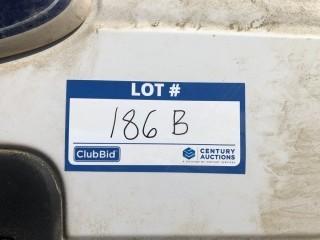 LOT #
186 B
ClubBid
CENTURY
AUCTIONS